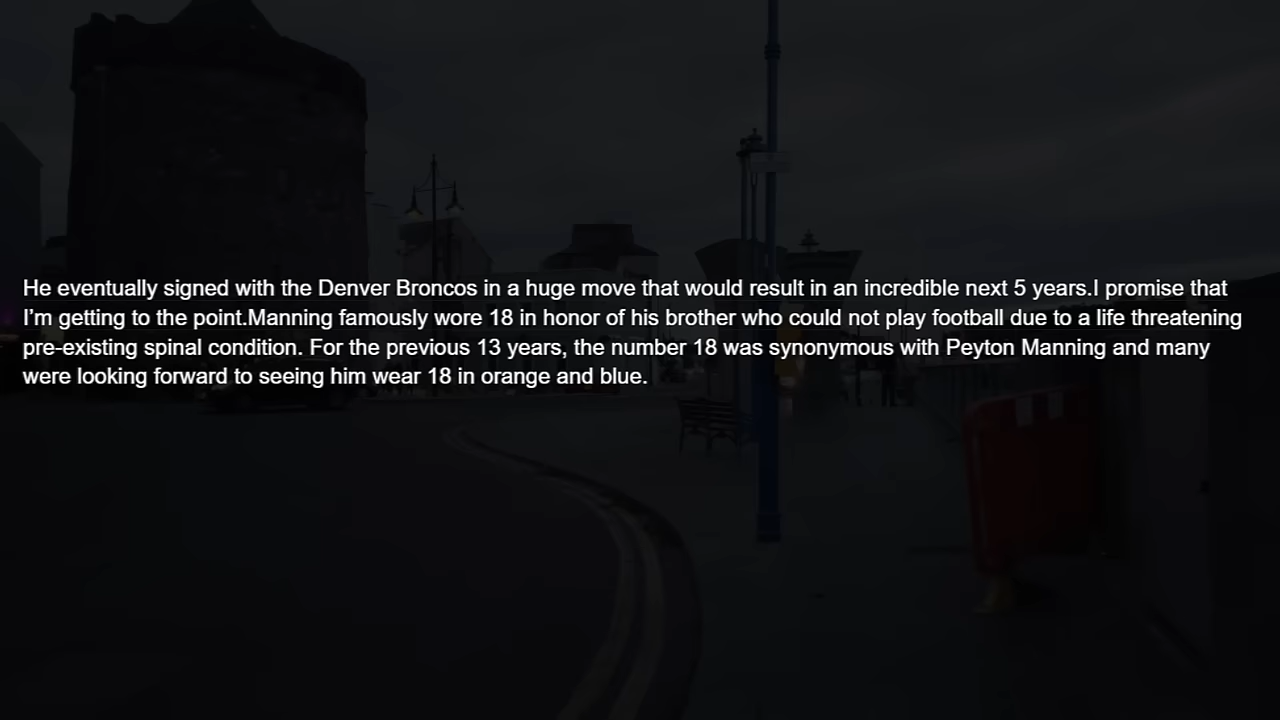 He eventually signed with the Denver Broncos in a huge move that would result in an incredible next 5 years.I promise that
I’m getting to the point.Manning famously wore 18 in honor of his brother who could not play football due to a life threatening
pre-existing spinal condition. For the previous 13 years, the number 18 was synonymous with Peyton Manning and many
were looking forward to seeing him wear 18 in orange and blue.